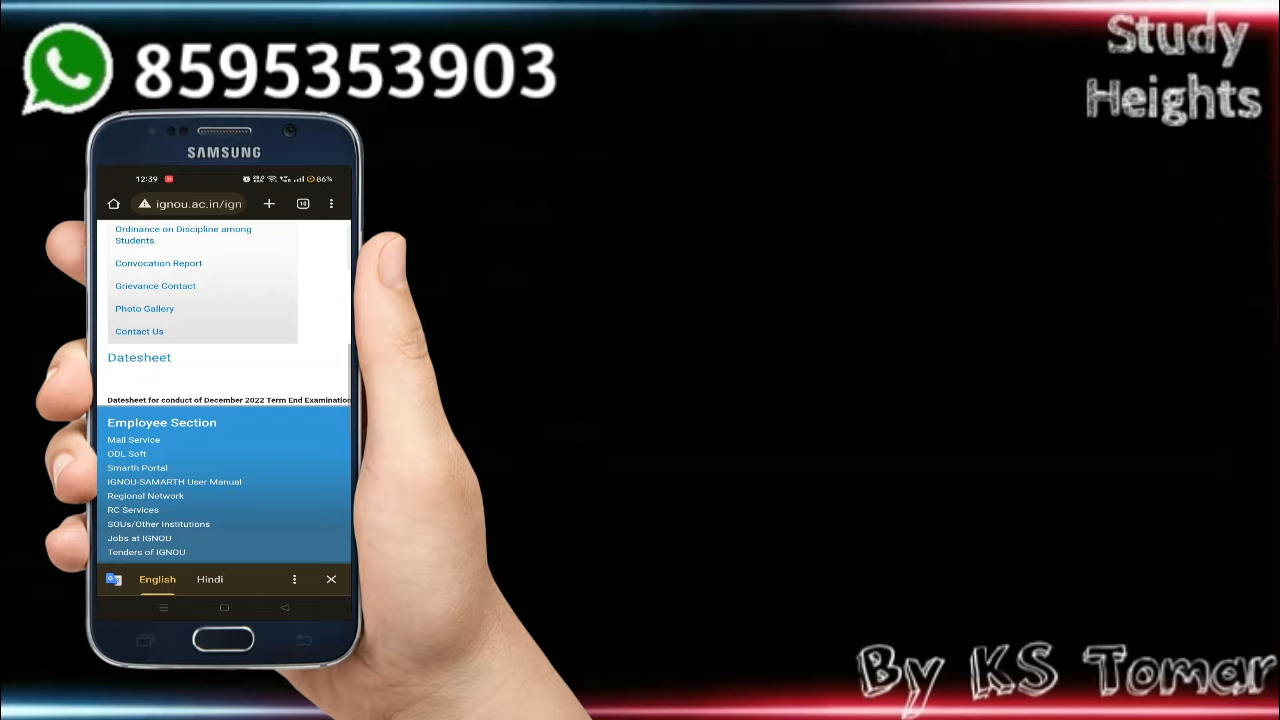 8595353903
Study
Heights
SAMSUNG
12:39
86%
ignou.ac.in/ign
10
Ordinance on Discipline among
Students
Convocation Report
Grievance Contact
Photo Gallery
Contact Us
Datesheet
Datesheet for conduct of December 2022 Term End Examination
Employee Section
Mail Service
ODL Soft
Smarth Portal
IGNOU-SAMARTH User Manual
Regional Network
RC Services
SOUs/Other Institutions
Jobs at IGNOU
Tenders of IGNOU
English Hindi
By KS Tomar